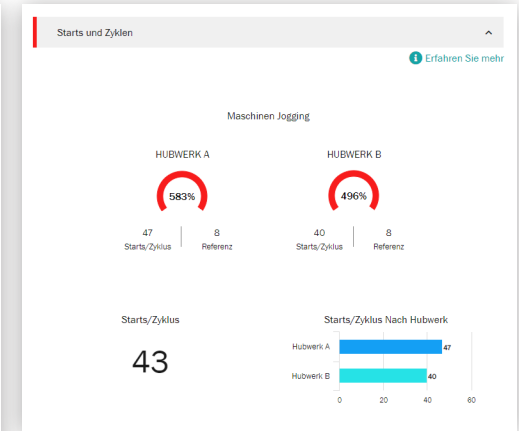 Starts und Zyklen
Erfahren Sie mehr
Maschinen Jogging
HUBWERK A
583%
47
Starts/Zyklus
8
Referenz
HUBWERK B
496%
40
Starts/Zyklus
8
Referenz
Starts/Zyklus
43
Starts/Zyklus Nach Hubwerk
Hubwerk A
47
Hubwerk B
40
0 20 40 60